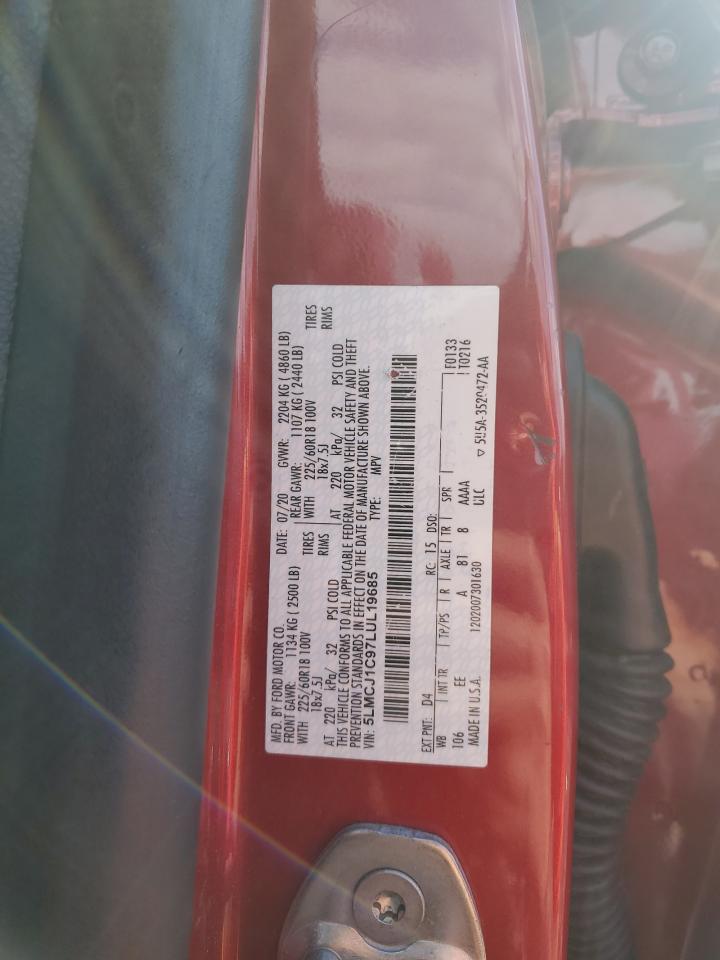 MFD. BY FORD MOTOR CO.
DATE: 07/20 GVWR: 2204 KG ( 4860 LB)
FRONT GAWR: 1134 KG ( 2500 LB) REAR GAWR: 1107 KG ( 2440 LB)
WITH 225/60R18 100V TIRES WITH 225/60R18 100V TIRES
18x7.5J RIMS 18x7.5J RIMS
AT 220 kPa/ 32 PSI COLD AT 220 kPa/ 32 PSI COLD
THIS VEHICLE CONFORMS TO ALL APPLICABLE FEDERAL MOTOR VEHICLE SAFETY AND THEFT
PREVENTION STANDARDS IN EFFECT ON THE DATE OF MANUFACTURE SHOWN ABOVE.
VIN: 5LMCJ1C97LUL19685 TYPE: MPV
F0133
EXT PNT: D4 RC: 15 DSO: T0216
WB INT TR TP/PS R AXLE TR SPR
106 EE A 81 8 AAAA
MADE IN U.S.A. 1202007301630 ULC